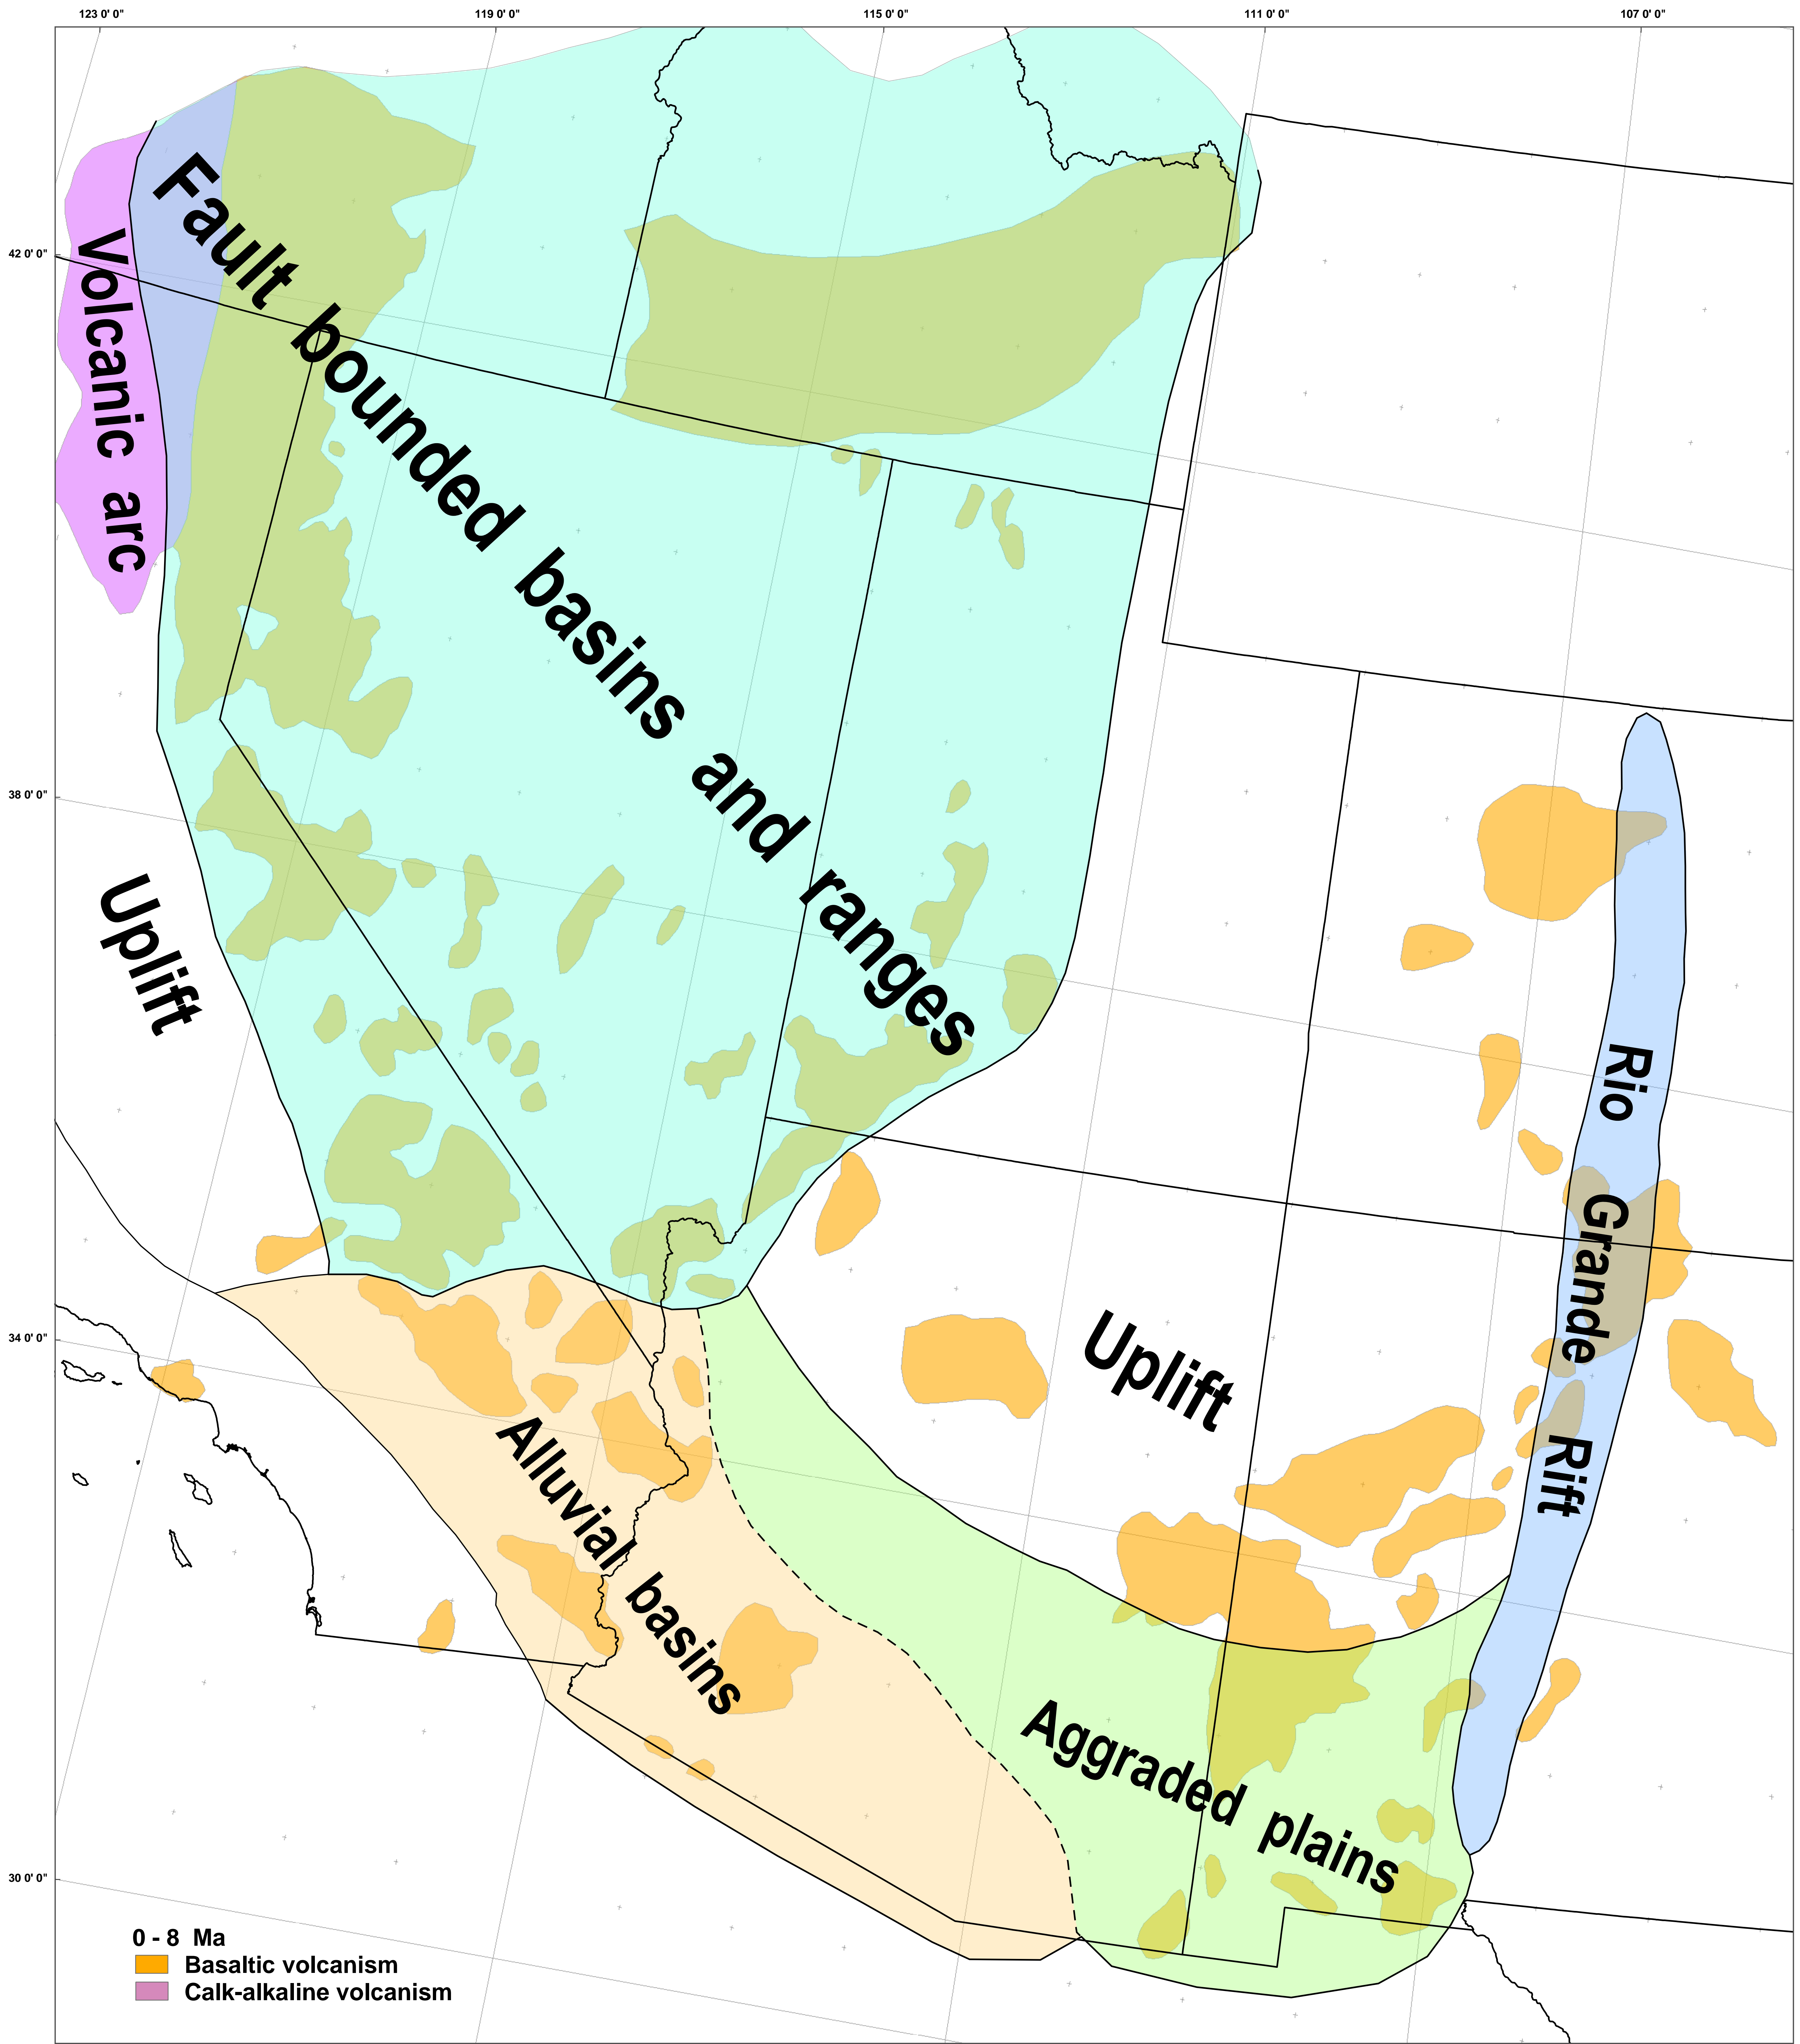 123 0' 0"
119 0' 0"
115 0' 0"
111 0' 0"
107 0' 0"
42 0' 0"
38 0' 0"
34 0' 0"
30 0' 0"
Volcanic arc
Fault bounded basins and ranges
Uplift
Rio Grande Rift
Uplift
Alluvial basins
Aggraded plains
0 - 8 Ma
Basaltic volcanism
Calk-alkaline volcanism